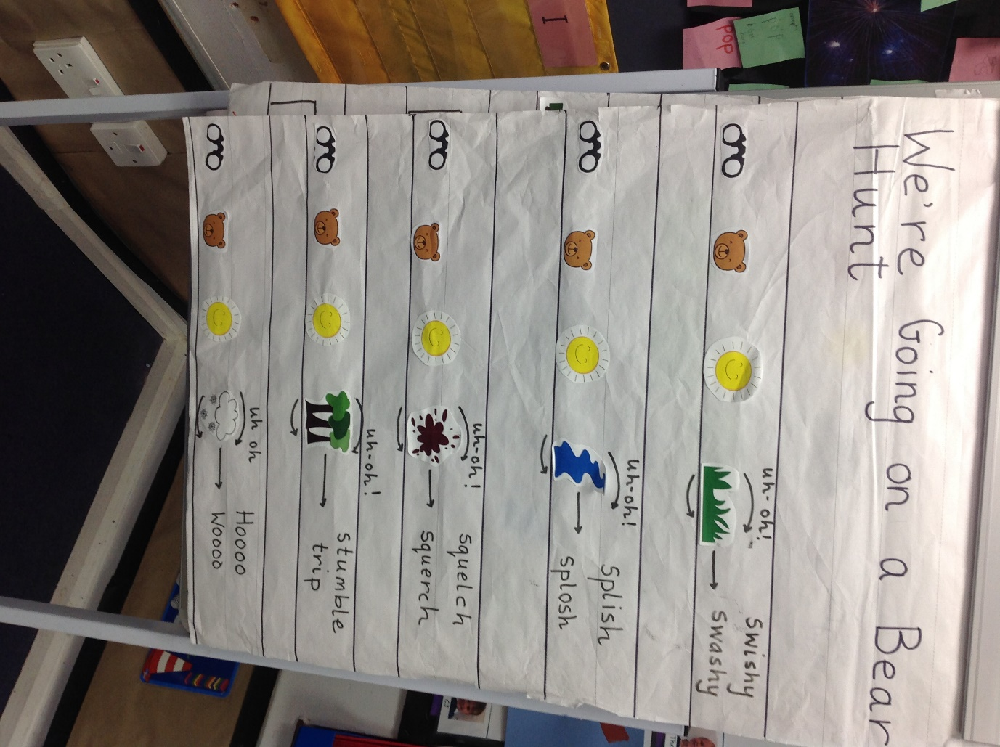 We're Going on a Bear
Hunt
uh-oh!
swishy
swashy
uh-oh!
Splish
splosh
uh-oh!
squelch
squerch
uh-oh!
stumble
trip
uh oh
Hoooo
Woooo
I
POP